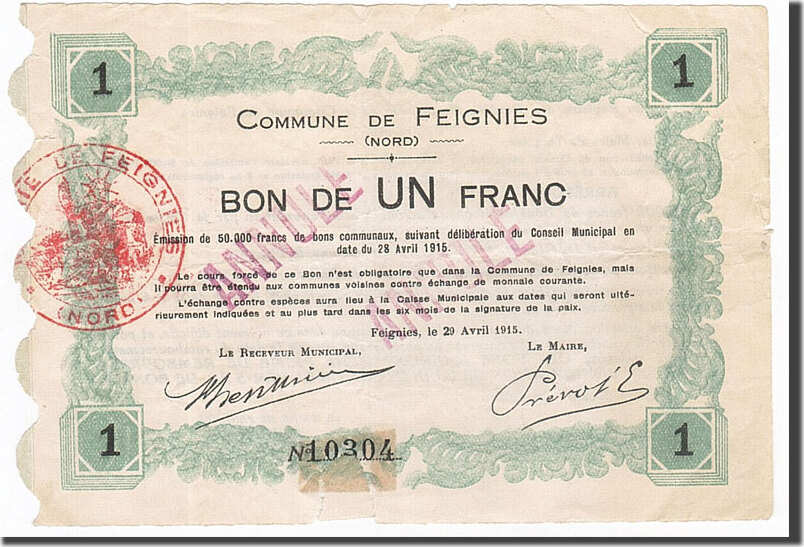 1 1
COMMUNE DE FEIGNIES
(NORD)
BON DE UN FRANC
Émission de 50.000 francs de bons communaux, suivant délibération du Conseil Municipal en
date du 28 Avril 1915.
Le cours forcé de ce Bon n'est obligatoire que dans la Commune de Feignies, mais
il pourra être étendu aux communes voisines contre échange de monnaie courante.
L'échange contre espèces aura lieu à la Caisse Municipale aux dates qui seront ulté-
rieurement indiquées et au plus tard dans les six mois de la signature de la paix.
Feignies, le 29 Avril 1915.
LE RECEVEUR MUNICIPAL, LE MAIRE,
Prévost E
1 1
Nº 10304
ANNULÉ
ANNULÉ
DE FEIGNIES
(NORD)